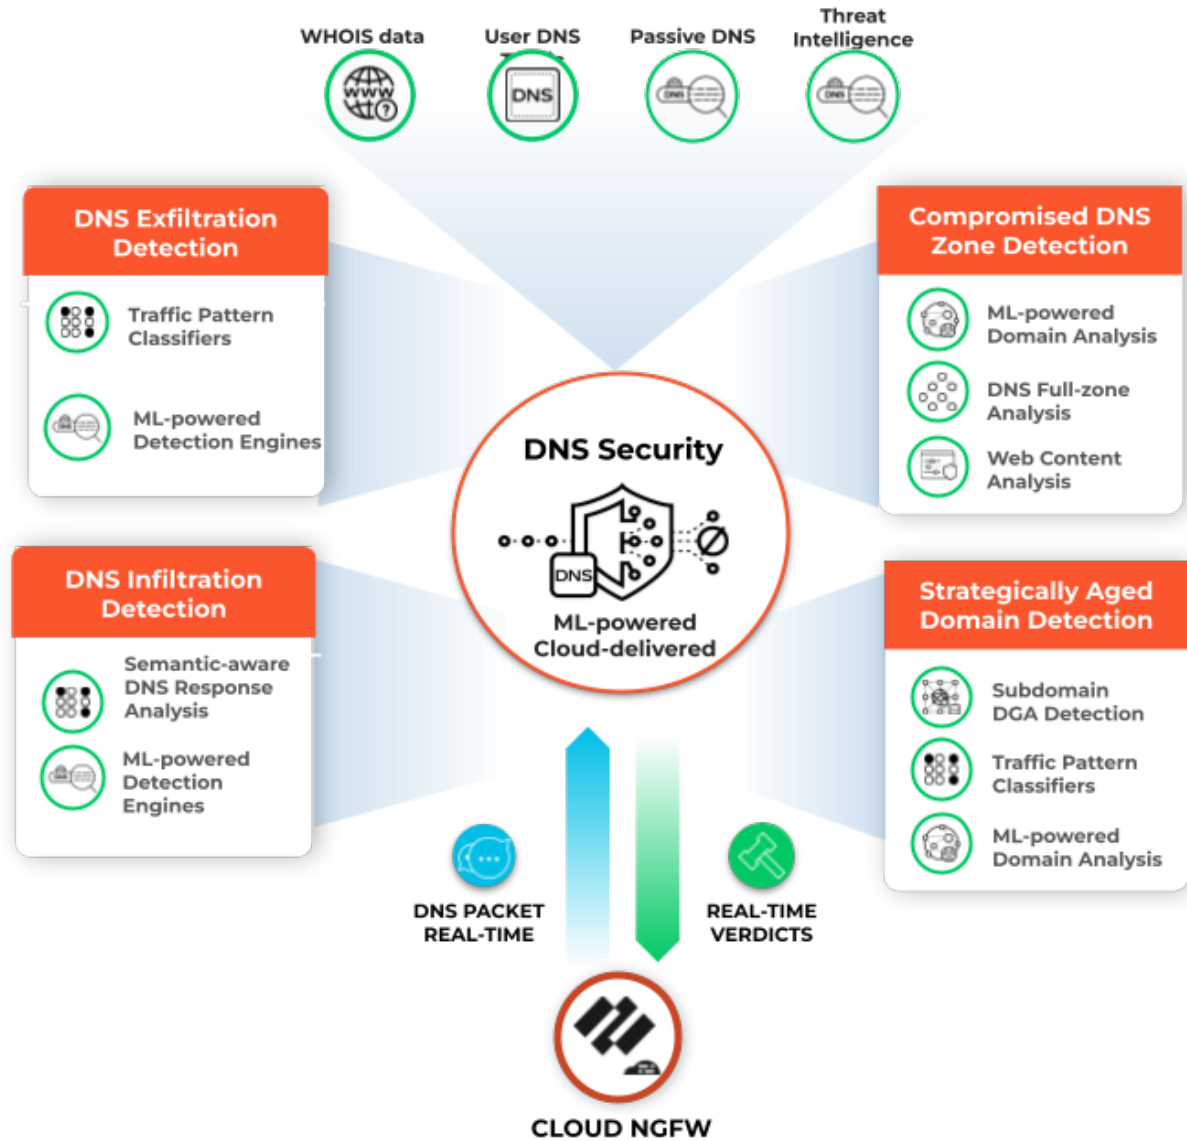 WHOIS data
User DNS
Passive DNS
Threat
Intelligence
www
?
DNS
DNS
DNS
DNS Exfiltration
Detection
Traffic Pattern
Classifiers
ML-powered
Detection Engines
Compromised DNS
Zone Detection
ML-powered
Domain Analysis
DNS Full-zone
Analysis
Web Content
Analysis
DNS Security
DNS
ML-powered
Cloud-delivered
DNS Infiltration
Detection
Semantic-aware
DNS Response
Analysis
ML-powered
Detection
Engines
Strategically Aged
Domain Detection
Subdomain
DGA Detection
Traffic Pattern
Classifiers
ML-powered
Domain Analysis
DNS PACKET
REAL-TIME
REAL-TIME
VERDICTS
CLOUD NGFW